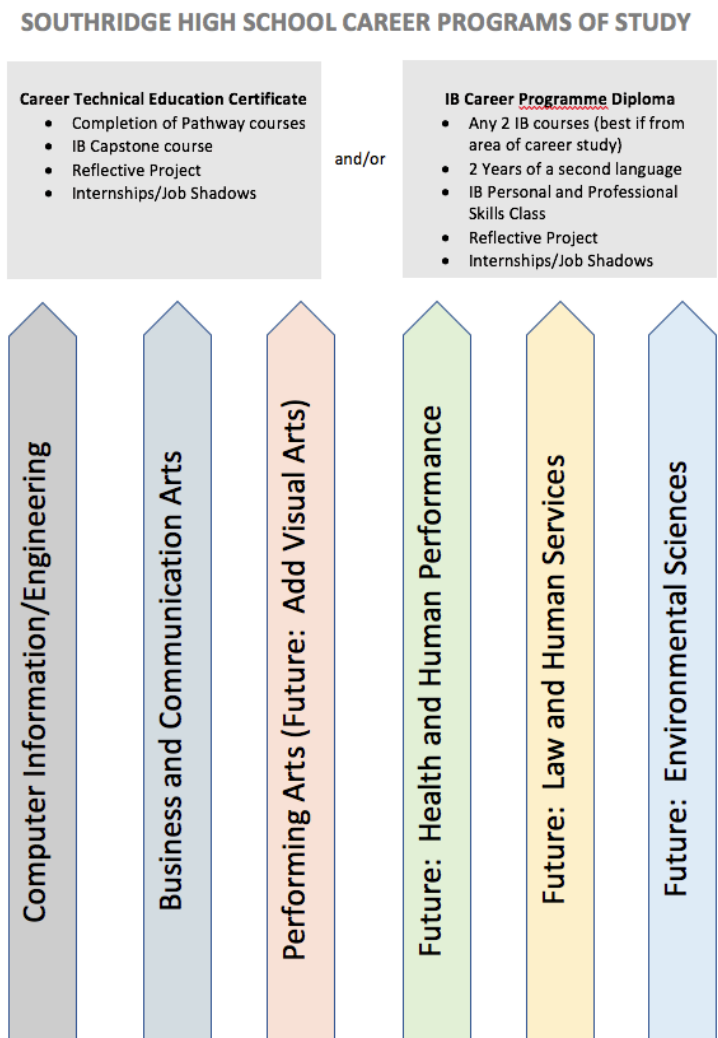 SOUTHRIDGE HIGH SCHOOL CAREER PROGRAMS OF STUDY
Career Technical Education Certificate
• Completion of Pathway courses
• IB Capstone course
• Reflective Project
• Internships/Job Shadows
and/or
IB Career Programme Diploma
• Any 2 IB courses (best if from
area of career study)
• 2 Years of a second language
• IB Personal and Professional
Skills Class
• Reflective Project
• Internships/Job Shadows
Computer Information/Engineering
Business and Communication Arts
Performing Arts (Future:  Add Visual Arts)
Future:  Health and Human Performance
Future:  Law and Human Services
Future:  Environmental Sciences